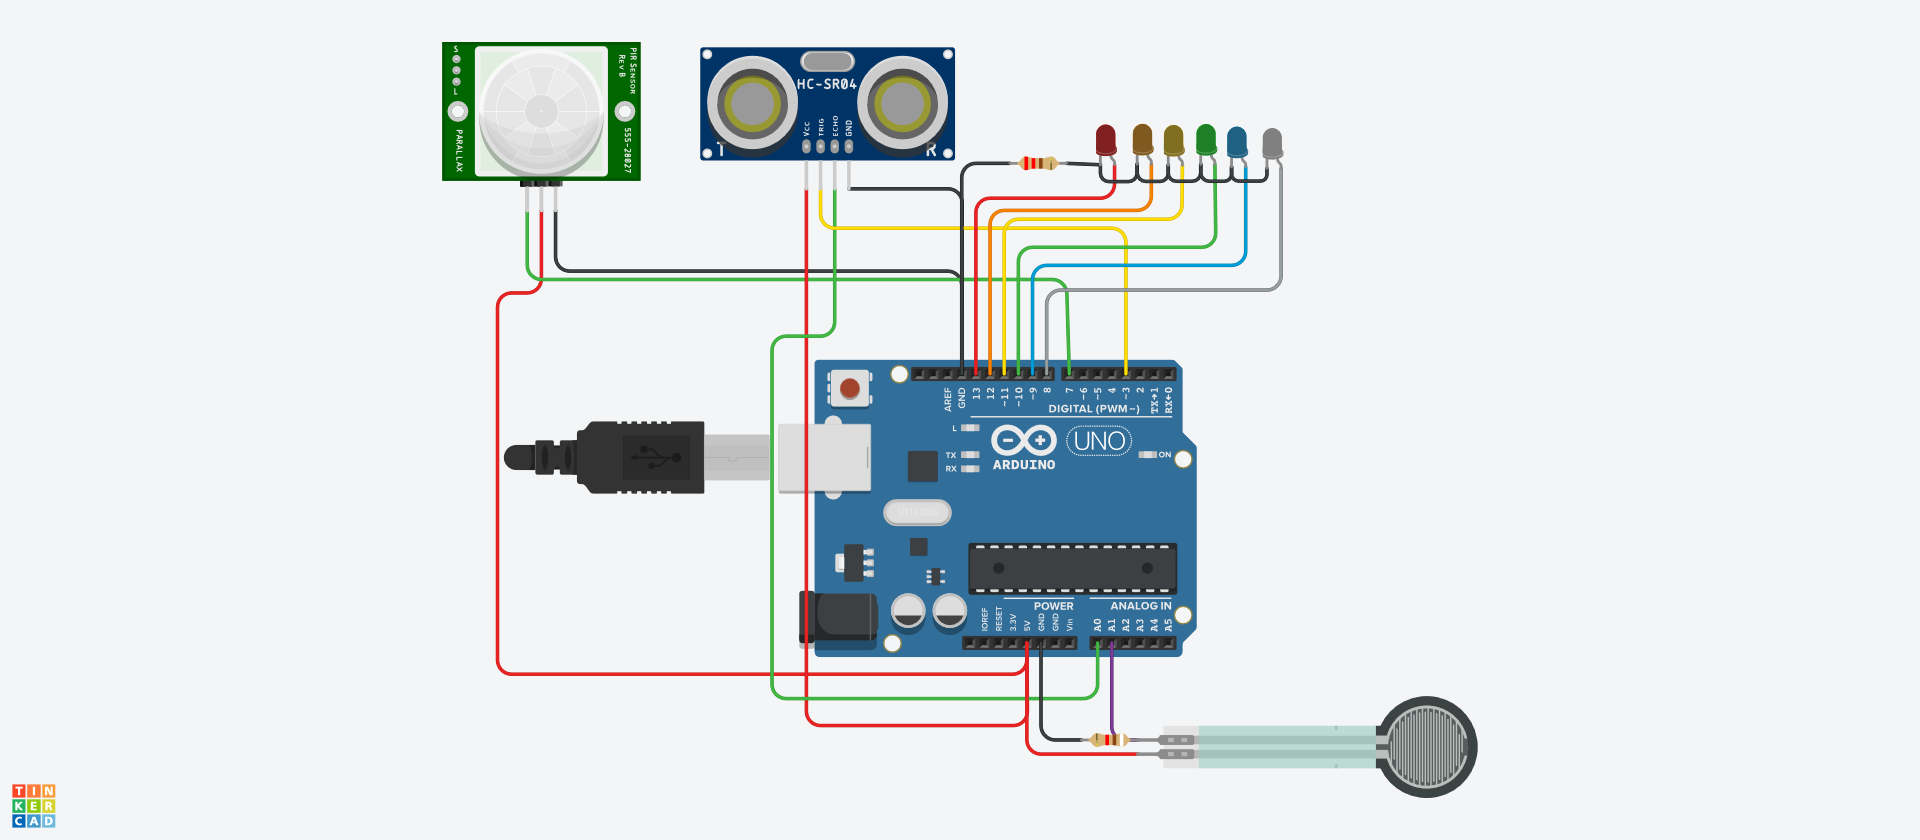 S
L
PARALLAX
PIR SENSOR
REV B
555-28027
HC-SR04
VCC
TRIG
ECHO
GND
T
R
AREF
GND
13
12
~11
~10
~9
8
7
~6
~5
4
~3
2
TX→1
RX←0
DIGITAL (PWM~)
L
TX
RX
ARDUINO
UNO
ON
POWER
ANALOG IN
IOREF
RESET
3.3V
5V
GND
GND
Vin
A0
A1
A2
A3
A4
A5
TIN
KER
CAD